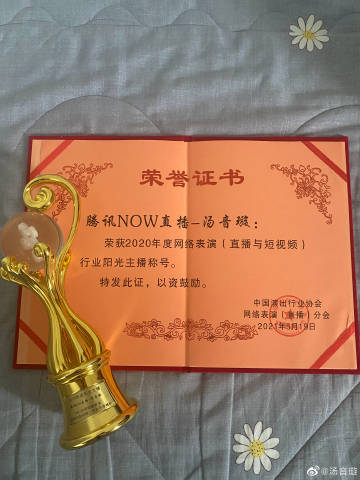 荣誉证书
腾讯NOW直播-汤音璇：
荣获2020年度网络表演（直播与短视频）
行业阳光主播称号。
特发此证，以资鼓励。
中国演出行业协会
网络表演（直播）分会
2021年5月19日
@汤音璇